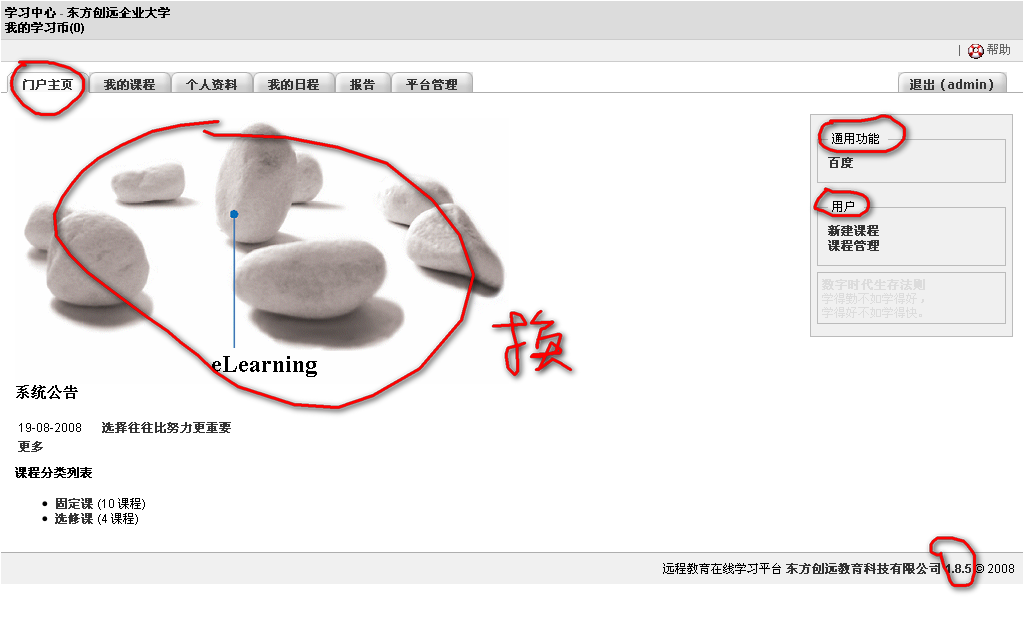 学习中心 - 东方创远企业大学
我的学习币(0)
| 帮助
门户主页 我的课程 个人资料 我的日程 报告 平台管理 退出 (admin)
通用功能
百度
用户
新建课程
课程管理
数字时代生存法则
学得勤不如学得好，
学得好不如学得快。
换
eLearning
系统公告
19-08-2008 选择往往比努力更重要
更多
课程分类列表
固定课 (10 课程)
选修课 (4 课程)
远程教育在线学习平台 东方创远教育科技有限公司 1.8.5 © 2008